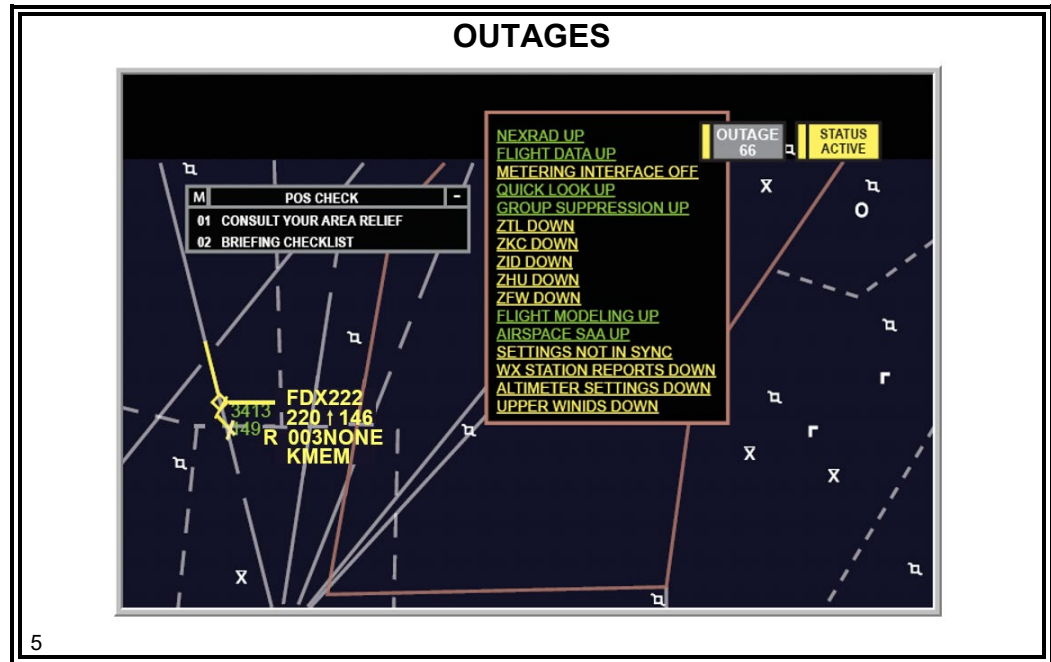 OUTAGES
M POS CHECK -
01 CONSULT YOUR AREA RELIEF
02 BRIEFING CHECKLIST
NEXRAD UP
FLIGHT DATA UP
METERING INTERFACE OFF
QUICK LOOK UP
GROUP SUPPRESSION UP
ZTL DOWN
ZKC DOWN
ZID DOWN
ZHU DOWN
ZFW DOWN
FLIGHT MODELING UP
AIRSPACE SAA UP
SETTINGS NOT IN SYNC
WX STATION REPORTS DOWN
ALTIMETER SETTINGS DOWN
UPPER WINIDS DOWN
OUTAGE
66
STATUS
ACTIVE
FDX222
3413
220↑146
149
R 003NONE
KMEM
5